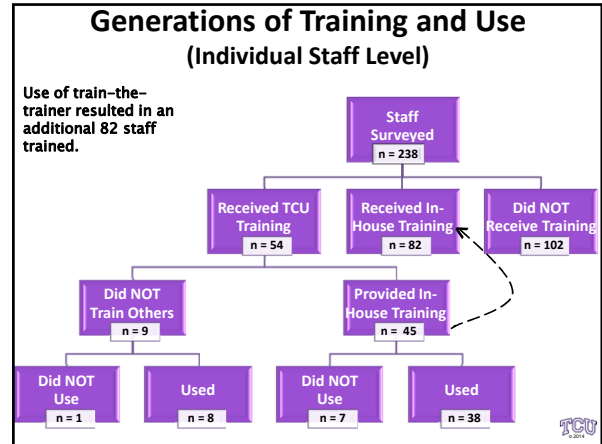 Generations of Training and Use
(Individual Staff Level)
Use of train-the-
trainer resulted in an
additional 82 staff
trained.
Staff
Surveyed
n = 238
Received TCU
Training
n = 54
Received In-
House Training
n = 82
Did NOT
Receive Training
n = 102
Did NOT
Train Others
n = 9
Provided In-
House Training
n = 45
Did NOT
Use
n = 1
Used
n = 8
Did NOT
Use
n = 7
Used
n = 38
TCU
© 2014